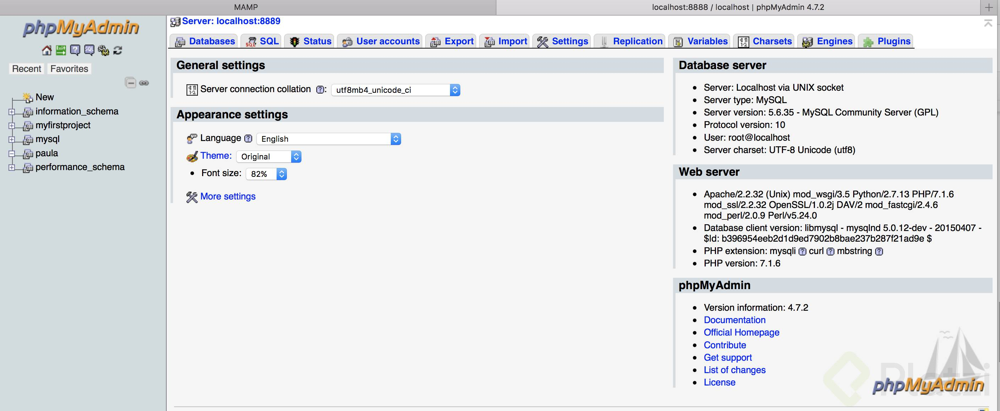 MAMP
localhost:8888 / localhost | phpMyAdmin 4.7.2
phpMyAdmin
Recent Favorites
New
information_schema
myfirstproject
mysql
paula
performance_schema
Server: localhost:8889
Databases SQL Status User accounts Export Import Settings Replication Variables Charsets Engines Plugins
General settings
Server connection collation : utf8mb4_unicode_ci
Appearance settings
Language English
Theme: Original
Font size: 82%
More settings
Database server
Server: Localhost via UNIX socket
Server type: MySQL
Server version: 5.6.35 - MySQL Community Server (GPL)
Protocol version: 10
User: root@localhost
Server charset: UTF-8 Unicode (utf8)
Web server
Apache/2.2.32 (Unix) mod_wsgi/3.5 Python/2.7.13 PHP/7.1.6
mod_ssl/2.2.32 OpenSSL/1.0.2j DAV/2 mod_fastcgi/2.4.6
mod_perl/2.0.9 Perl/v5.24.0
Database client version: libmysql - mysqlnd 5.0.12-dev - 20150407 -
$Id: b396954eeb2d1d9ed7902b8bae237b287f21ad9e $
PHP extension: mysqli curl mbstring
PHP version: 7.1.6
phpMyAdmin
Version information: 4.7.2
Documentation
Official Homepage
Contribute
Get support
List of changes
License
Platzi
phpMyAdmin